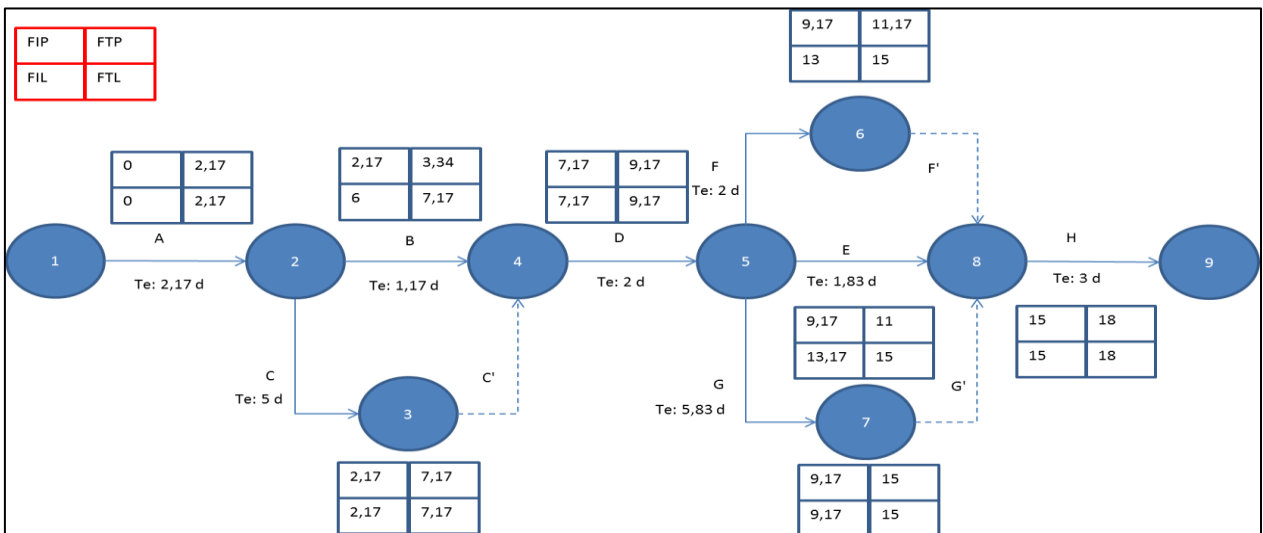 FIP FTP
FIL FTL
9,17 11,17
13 15
6
F'
0 2,17
0 2,17
2,17 3,34
6 7,17
7,17 9,17
7,17 9,17
F
Te: 2 d
1
A
Te: 2,17 d
2
B
Te: 1,17 d
4
D
Te: 2 d
5
E
Te: 1,83 d
8
H
Te: 3 d
9
9,17 11
13,17 15
15 18
15 18
C
Te: 5 d
3
C'
G
Te: 5,83 d
7
G'
2,17 7,17
2,17 7,17
9,17 15
9,17 15